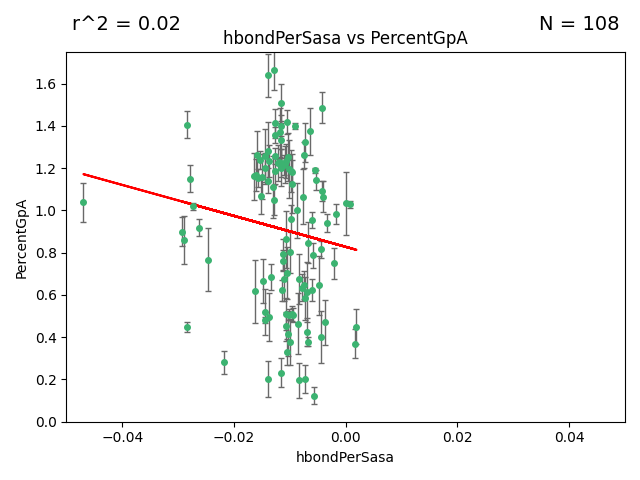 r^2 = 0.02
N = 108
hbondPerSasa vs PercentGpA
PercentGpA
1.6
1.4
1.2
1.0
0.8
0.6
0.4
0.2
0.0
−0.04
−0.02
0.00
0.02
0.04
hbondPerSasa